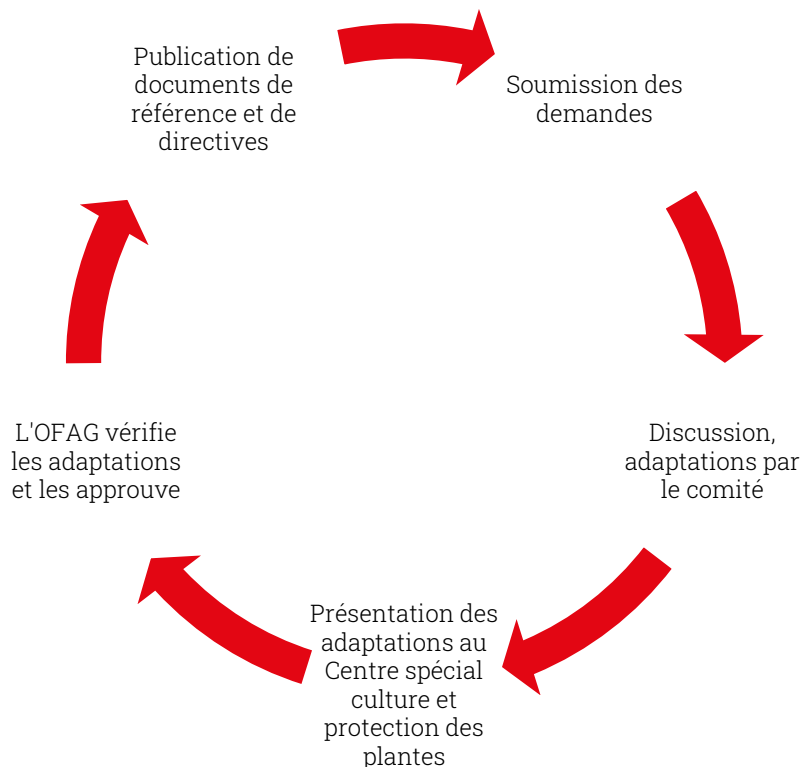 Publication de
documents de
référence et de
directives
Soumission des
demandes
Discussion,
adaptations par
le comité
Présentation des
adaptations au
Centre spécial
culture et
protection des
plantes
L'OFAG vérifie
les adaptations
et les approuve